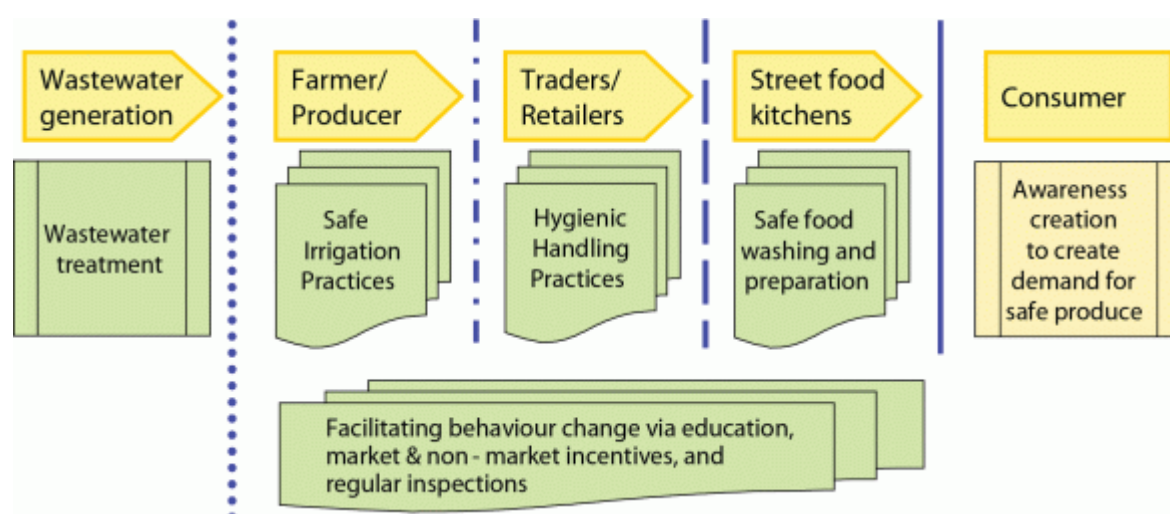 Wastewater
generation
Farmer/
Producer
Traders/
Retailers
Street food
kitchens
Consumer
Wastewater
treatment
Safe
Irrigation
Practices
Hygienic
Handling
Practices
Safe food
washing and
preparation
Awareness
creation
to create
demand for
safe produce
Facilitating behaviour change via education,
market & non - market incentives, and
regular inspections